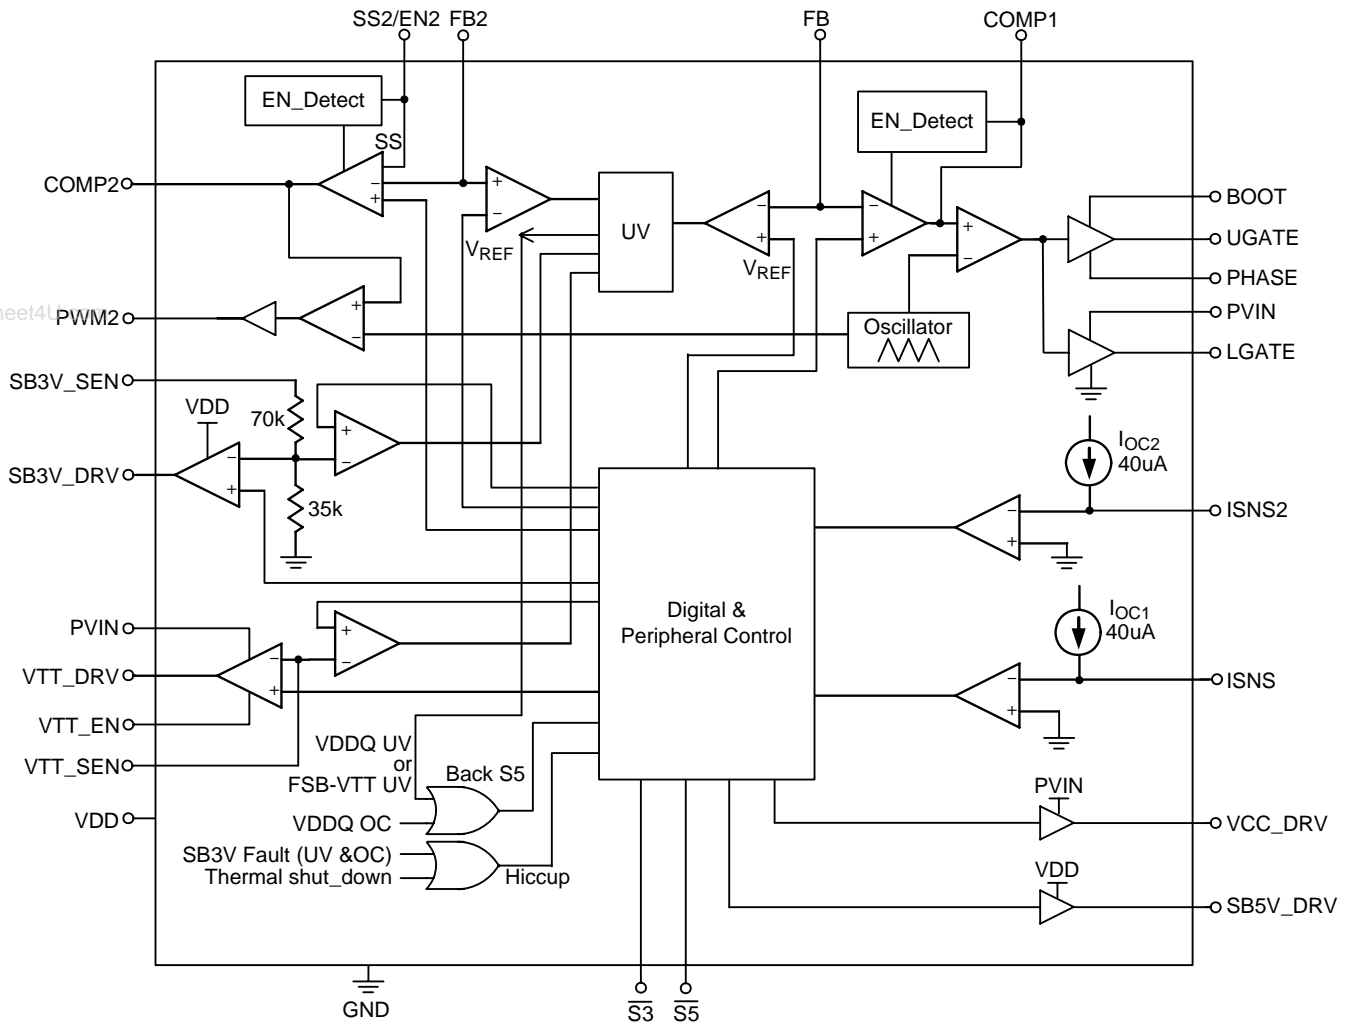 SS2/EN2 FB2 FB COMP1
EN_Detect
EN_Detect
SS
COMP2
−
+
+
−
VREF
UV
−
+
VREF
−
+
+
−
BOOT
UGATE
PHASE
PVIN
LGATE
neet4U.com
PWM2
+
−
Oscillator
SB3V_SEN
VDD
70k
+
−
SB3V_DRV
−
+
35k
IOC2
40uA
ISNS2
−
+
Digital &
Peripheral Control
IOC1
40uA
ISNS
−
+
PVIN
VTT_DRV
VTT_EN
VTT_SEN
−
+
+
−
VDDQ UV
or
FSB-VTT UV
Back S5
VDD
VDDQ OC
SB3V Fault (UV &OC)
Thermal shut_down
Hiccup
PVIN
VCC_DRV
VDD
SB5V_DRV
GND
S3 S5